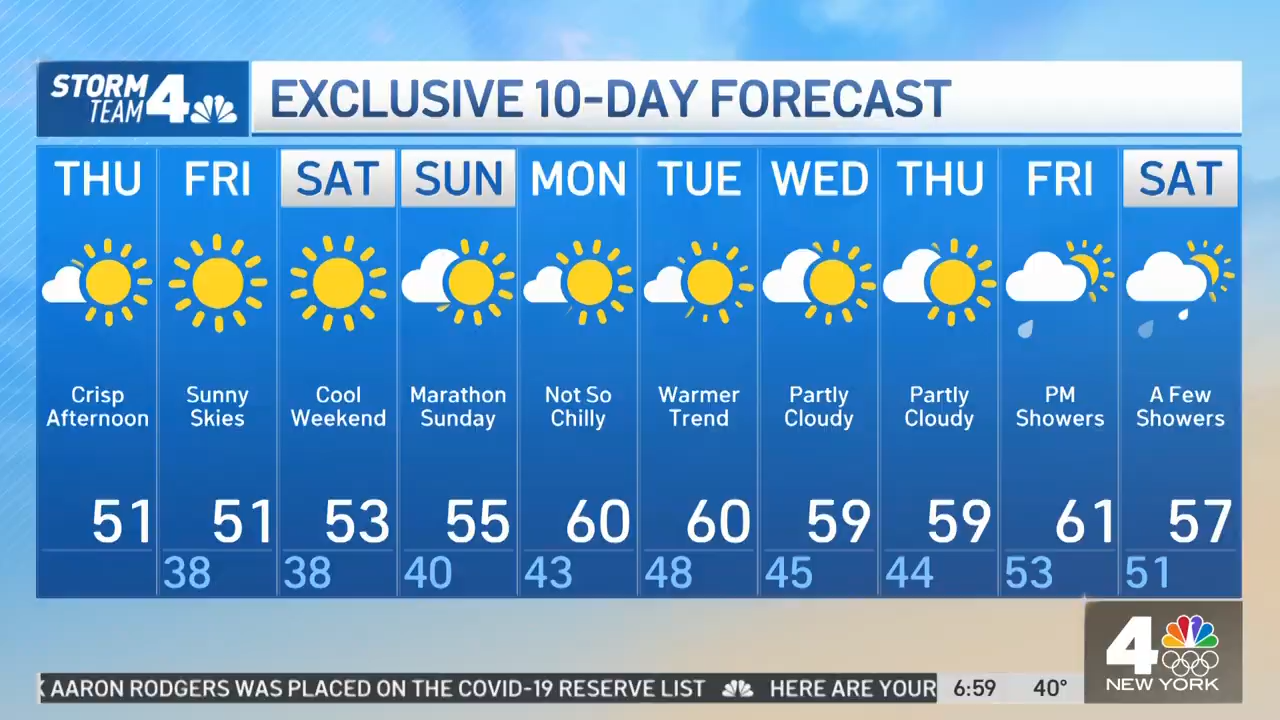 STORM
TEAM 4
EXCLUSIVE 10-DAY FORECAST
THU FRI SAT SUN MON TUE WED THU FRI SAT
Crisp Sunny Cool Marathon Not So Warmer Partly Partly PM A Few
Afternoon Skies Weekend Sunday Chilly Trend Cloudy Cloudy Showers Showers
51 51 53 55 60 60 59 59 61 57
38 38 40 43 48 45 44 53 51
4
NEW YORK
AARON RODGERS WAS PLACED ON THE COVID-19 RESERVE LIST HERE ARE YOUR 6:59 40°